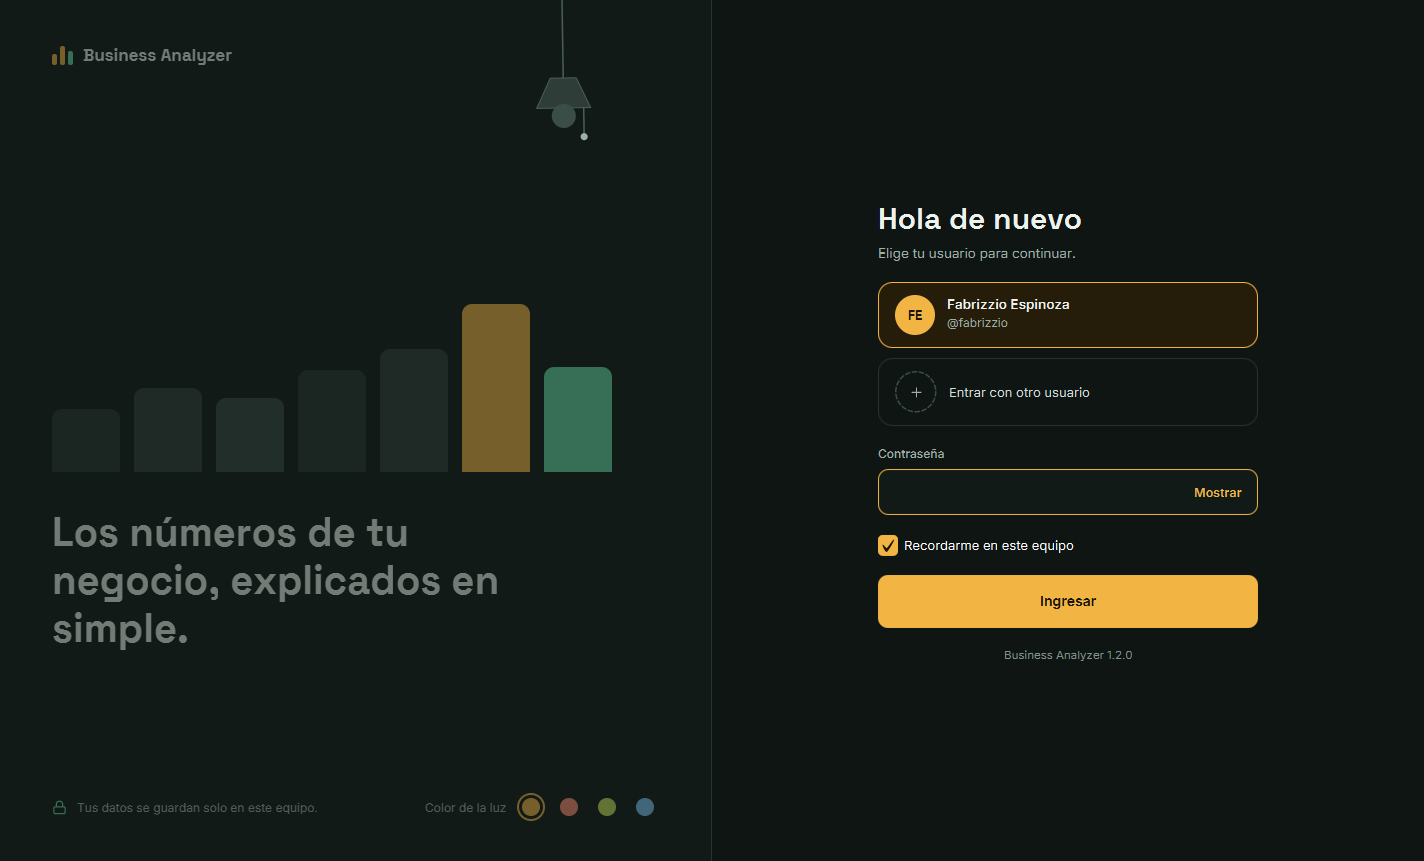 Business Analyzer
Los números de tu
negocio, explicados en
simple.
Tus datos se guardan solo en este equipo.
Color de la luz
Hola de nuevo
Elige tu usuario para continuar.
FE
Fabrizzio Espinoza
@fabrizzio
+
Entrar con otro usuario
Contraseña
Mostrar
Recordarme en este equipo
Ingresar
Business Analyzer 1.2.0